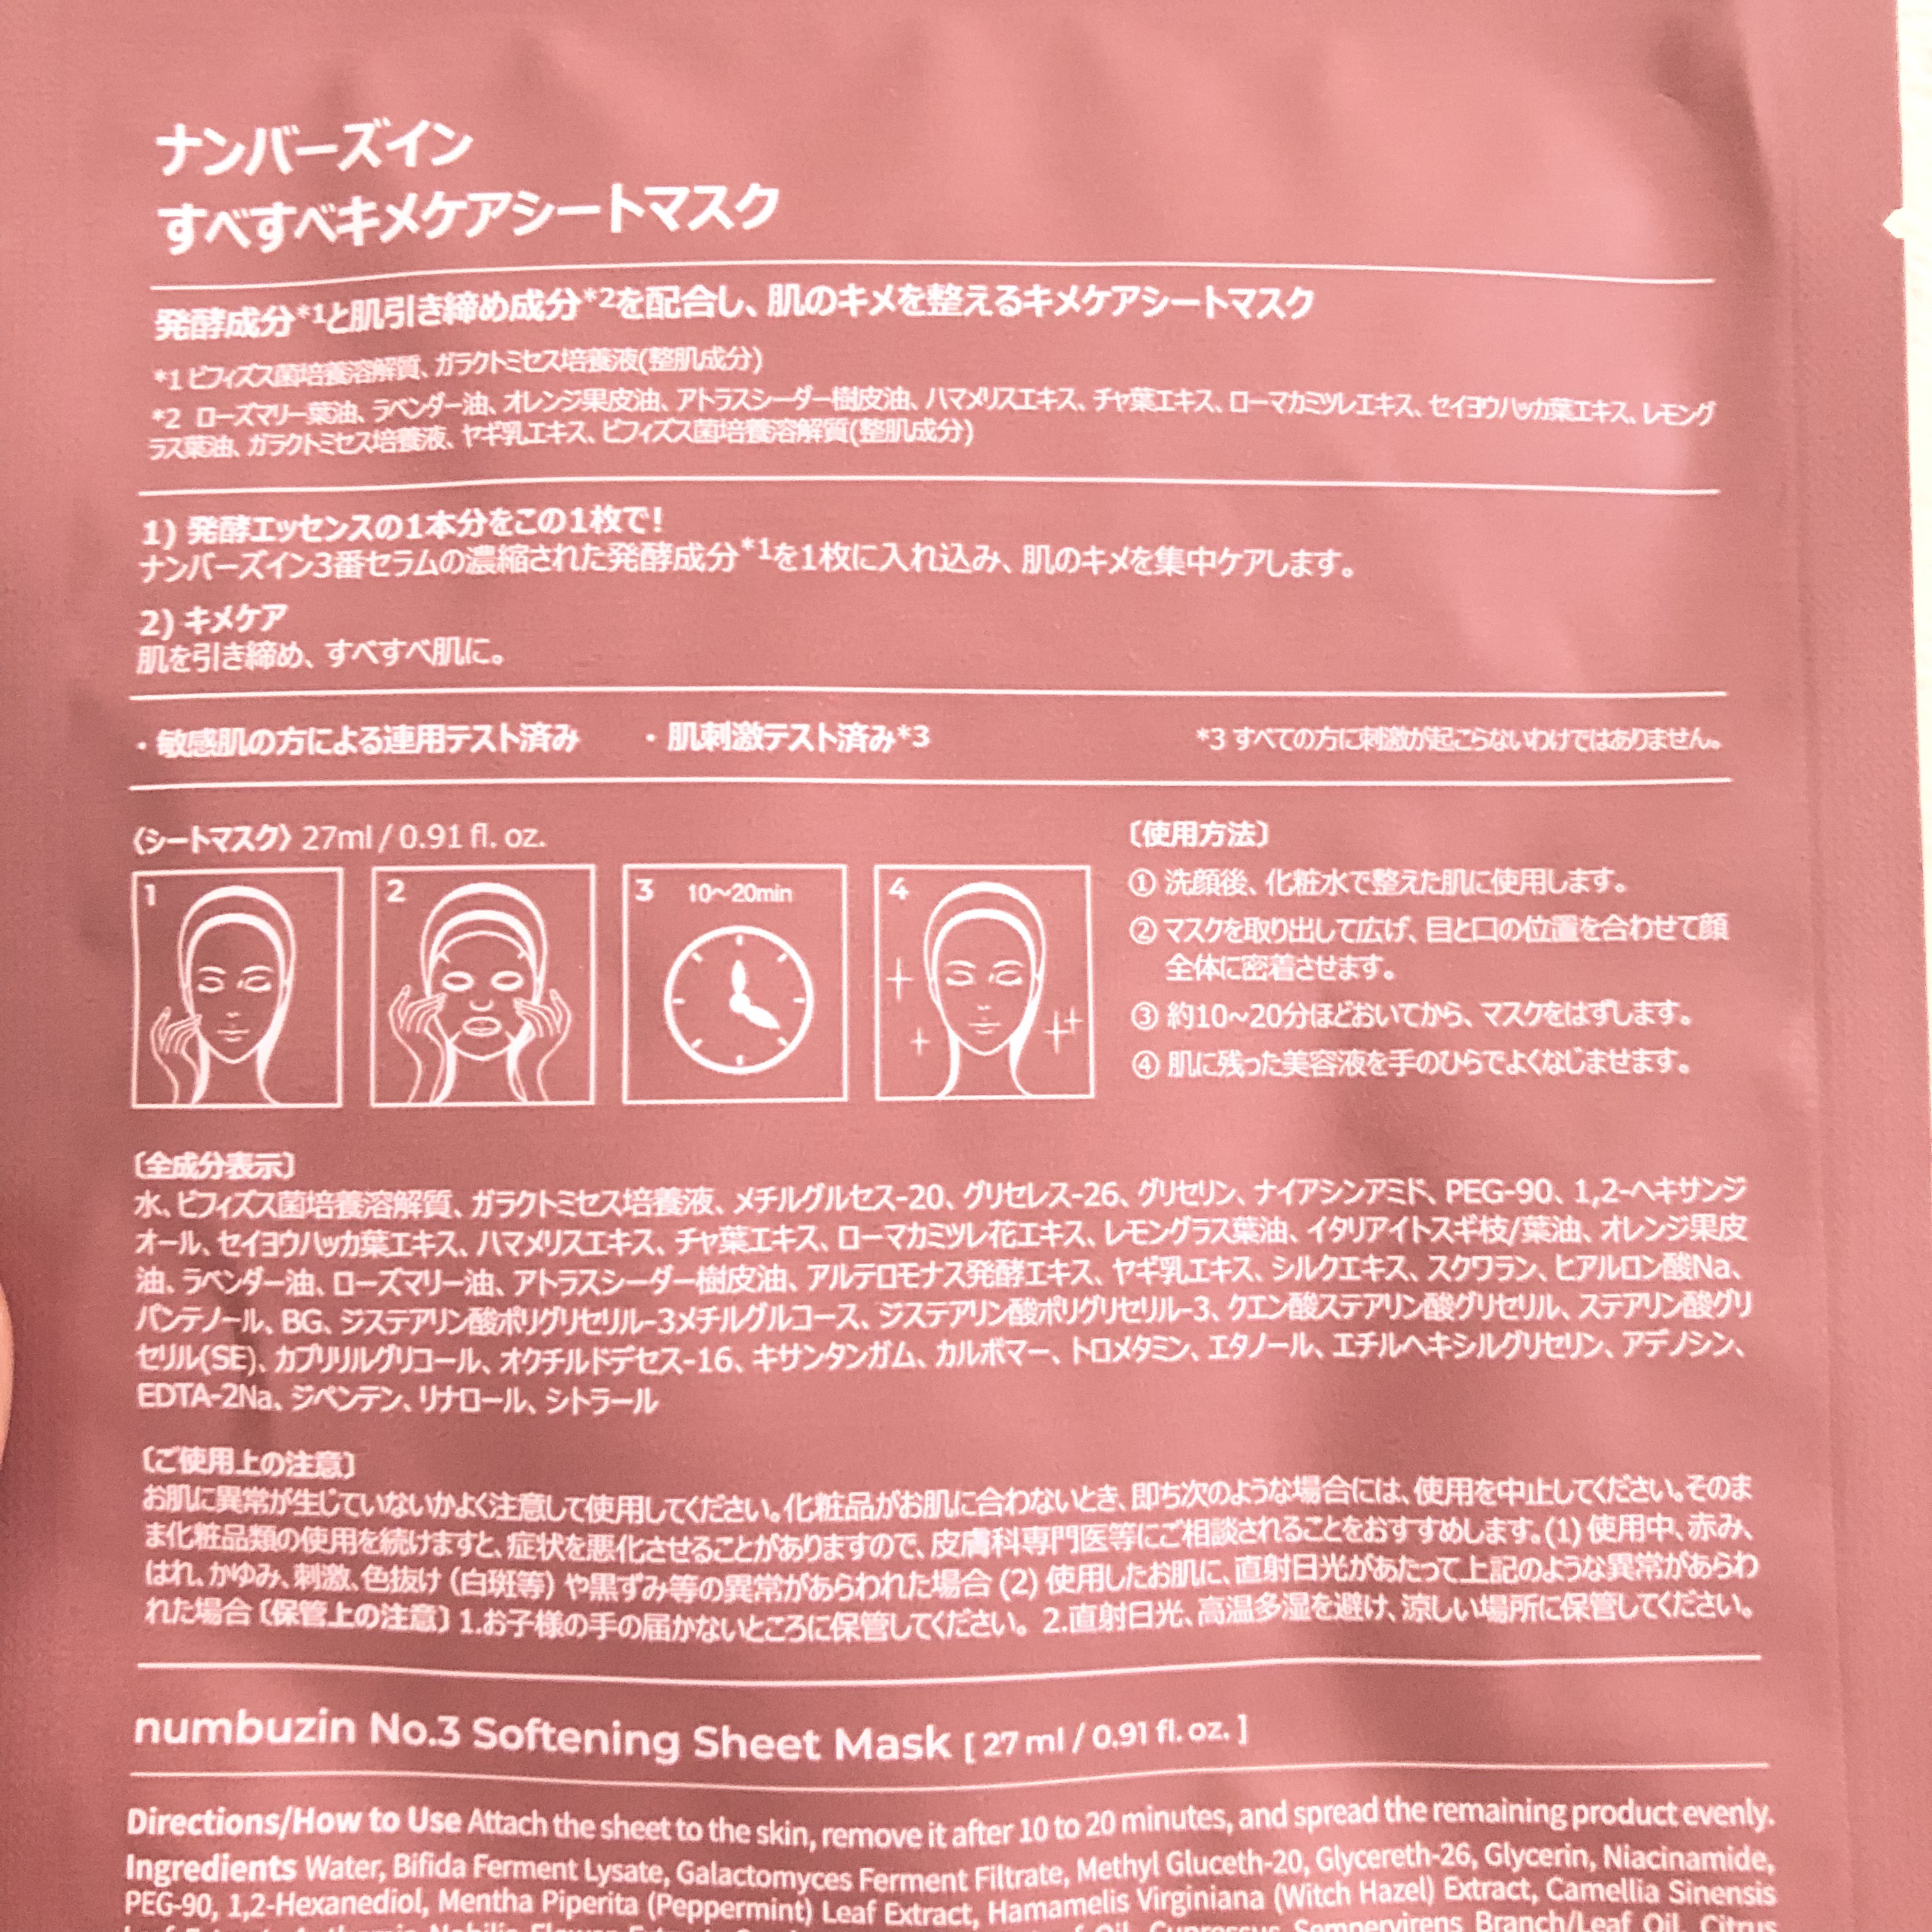 ナンバーズイン
すべすべキメケアシートマスク
発酵成分*1と肌引き締め成分*2を配合し、肌のキメを整えるキメケアシートマスク
*1 ビフィズス菌培養溶解質、ガラクトミセス培養液(整肌成分)
*2 ローズマリー葉油、ラベンダー油、オレンジ果皮油、アトラスシーダー樹皮油、ハマメリスエキス、チャ葉エキス、ローマカミツレエキス、セイヨウハッカ葉エキス、レモング
ラス葉油、ガラクトミセス培養液、ヤギ乳エキス、ビフィズス菌培養溶解質(整肌成分)
1) 発酵エッセンスの1本分をこの1枚で!
ナンバーズイン3番セラムの濃縮された発酵成分*1を1枚に入れ込み、肌のキメを集中ケアします。
2) キメケア
肌を引き締め、すべすべ肌に。
・敏感肌の方による連用テスト済み ・肌刺激テスト済み*3 *3 すべての方に刺激が起こらないわけではありません。
〈シートマスク〉27ml / 0.91 fl. oz.
1
2
3 10～20min
4
〔使用方法〕
① 洗顔後、化粧水で整えた肌に使用します。
② マスクを取り出して広げ、目と口の位置を合わせて顔
全体に密着させます。
③ 約10～20分ほどおいてから、マスクをはずします。
④ 肌に残った美容液を手のひらでよくなじませます。
〔全成分表示〕
水、ビフィズス菌培養溶解質、ガラクトミセス培養液、メチルグルセス-20、グリセレス-26、グリセリン、ナイアシンアミド、PEG-90、1,2-ヘキサンジ
オール、セイヨウハッカ葉エキス、ハマメリスエキス、チャ葉エキス、ローマカミツレ花エキス、レモングラス葉油、イタリアイトスギ枝/葉油、オレンジ果皮
油、ラベンダー油、ローズマリー油、アトラスシーダー樹皮油、アルテロモナス発酵エキス、ヤギ乳エキス、シルクエキス、スクワラン、ヒアルロン酸Na、
パンテノール、BG、ジステアリン酸ポリグリセリル-3メチルグルコース、ジステアリン酸ポリグリセリル-3、クエン酸ステアリン酸グリセリル、ステアリン酸グリ
セリル(SE)、カプリリルグリコール、オクチルドデセス-16、キサンタンガム、カルボマー、トロメタミン、エタノール、エチルヘキシルグリセリン、アデノシン、
EDTA-2Na、ジペンテン、リナロール、シトラール
〔ご使用上の注意〕
お肌に異常が生じていないかよく注意して使用してください。化粧品がお肌に合わないとき、即ち次のような場合には、使用を中止してください。そのま
ま化粧品類の使用を続けますと、症状を悪化させることがありますので、皮膚科専門医等にご相談されることをおすすめします。(1) 使用中、赤み、
はれ、かゆみ、刺激、色抜け（白斑等）や黒ずみ等の異常があらわれた場合 (2) 使用したお肌に、直射日光があたって上記のような異常があらわ
れた場合〔保管上の注意〕1.お子様の手の届かないところに保管してください。2.直射日光、高温多湿を避け、涼しい場所に保管してください。
numbuzin No.3 Softening Sheet Mask [ 27 ml / 0.91 fl. oz. ]
Directions/How to Use Attach the sheet to the skin, remove it after 10 to 20 minutes, and spread the remaining product evenly.
Ingredients Water, Bifida Ferment Lysate, Galactomyces Ferment Filtrate, Methyl Gluceth-20, Glycereth-26, Glycerin, Niacinamide,
PEG-90, 1,2-Hexanediol, Mentha Piperita (Peppermint) Leaf Extract, Hamamelis Virginiana (Witch Hazel) Extract, Camellia Sinensis
Oil, Cupressus Sempervirens Branch/Leaf Oil, Citrus